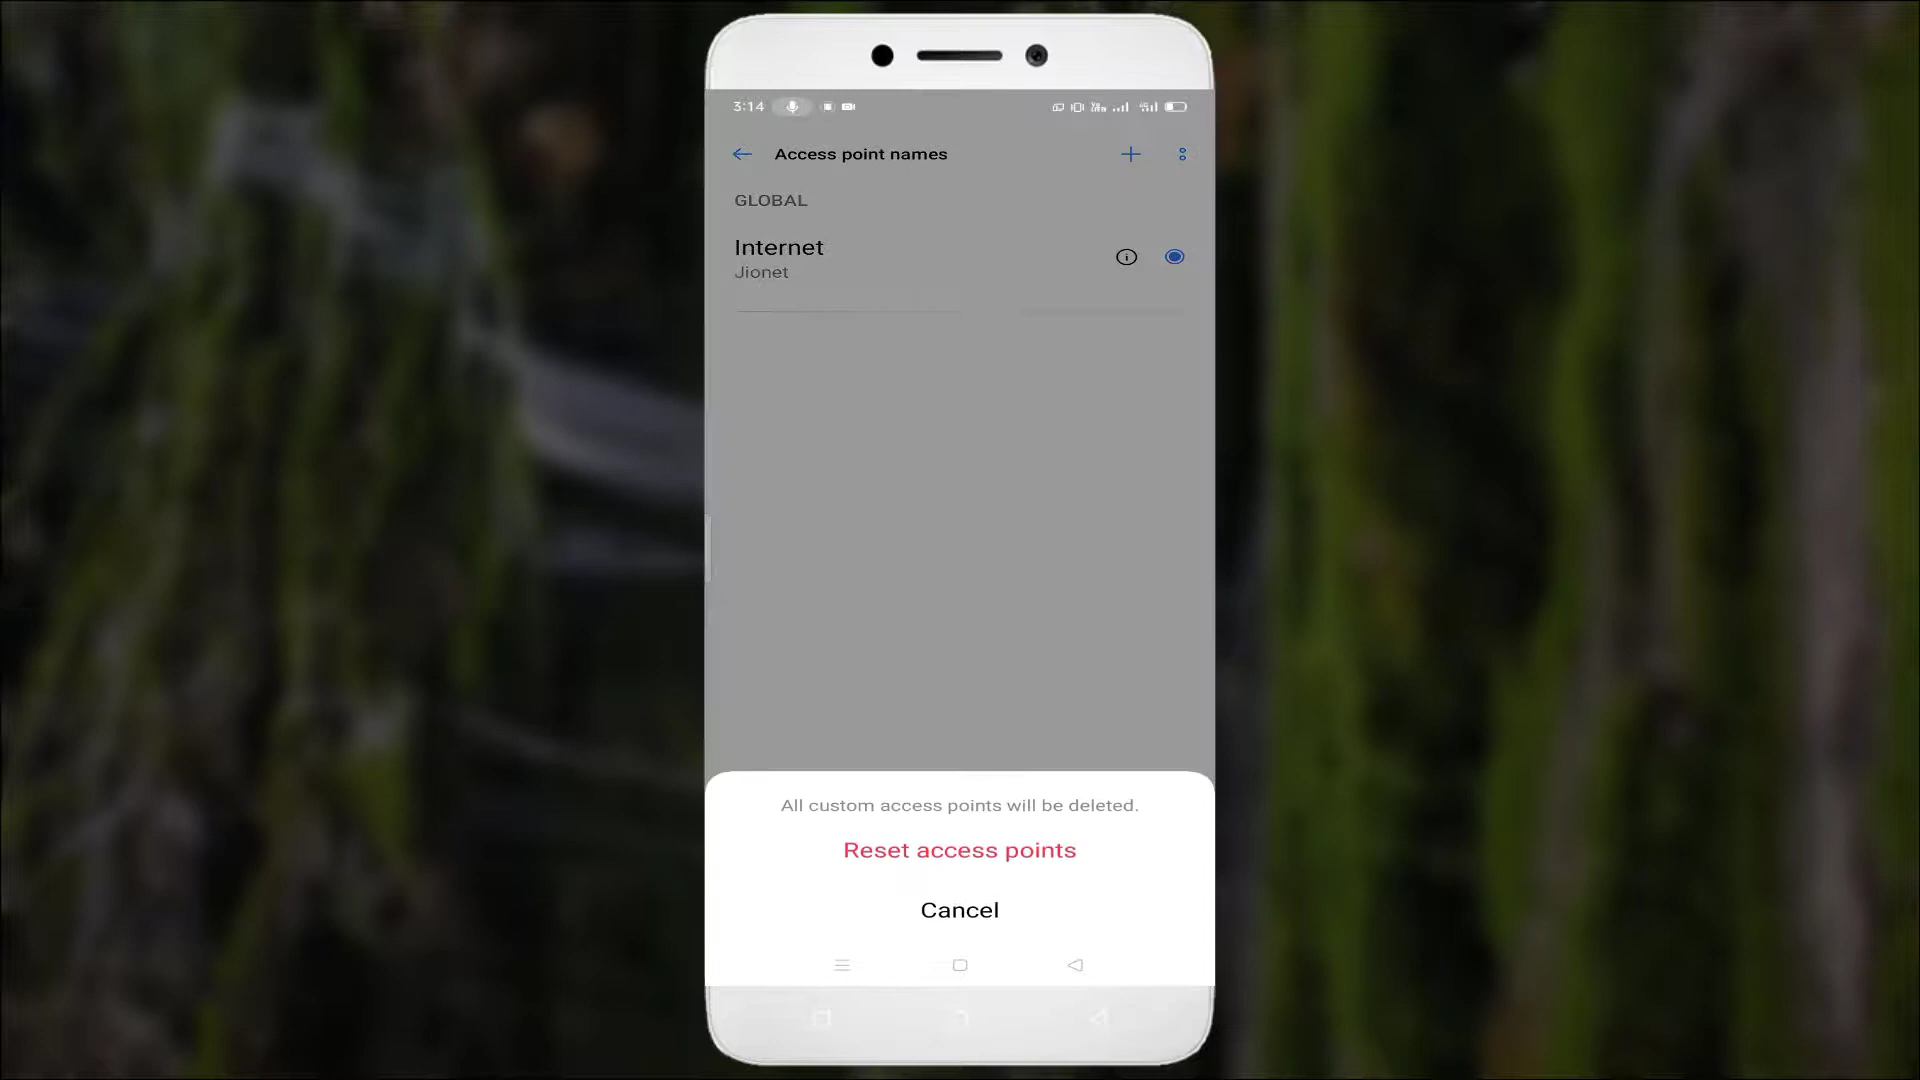 3:14
Access point names
GLOBAL
Internet
Jionet
All custom access points will be deleted.
Reset access points
Cancel